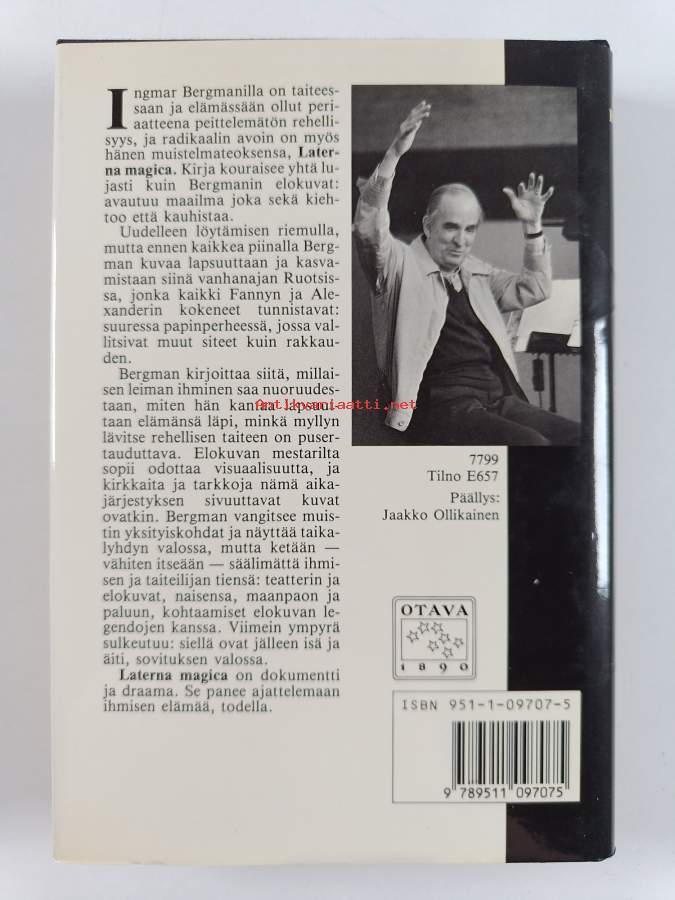 Ingmar Bergmanilla on taitees-
saan ja elämässään ollut peri-
aatteena peittelemätön rehelli-
syys, ja radikaalin avoin on myös
hänen muistelmateoksensa, Later-
na magica. Kirja kouraisee yhtä lu-
jasti kuin Bergmanin elokuvat:
avautuu maailma joka sekä kieh-
too että kauhistaa.
Uudelleen löytämisen riemulla,
mutta ennen kaikkea piinalla Berg-
man kuvaa lapsuuttaan ja kasva-
mistaan siinä vanhanajan Ruotsis-
sa, jonka kaikki Fannyn ja Ale-
xanderin kokeneet tunnistavat:
suuressa papinperheessä, jossa val-
litsivat muut siteet kuin rakkau-
den.
Bergman kirjoittaa siitä, millai-
sen leiman ihminen saa nuoruudes-
taan, miten hän kantaa lapsuut-
taan elämänsä läpi, minkä myllyn
lävitse rehellisen taiteen on puser-
tauduttava. Elokuvan mestarilta
sopii odottaa visuaalisuutta, ja
kirkkaita ja tarkkoja nämä aika-
järjestyksen sivuuttavat kuvat
ovatkin. Bergman vangitsee muis-
tin yksityiskohdat ja näyttää taika-
lyhdyn valossa, mutta ketään —
vähiten itseään — säälimättä ihmi-
sen ja taiteilijan tiensä: teatterin ja
elokuvat, naisensa, maanpaon ja
paluun, kohtaamiset elokuvan le-
gendojen kanssa. Viimein ympyrä
sulkeutuu: siellä ovat jälleen isä ja
äiti, sovituksen valossa.
Laterna magica on dokumentti
ja draama. Se panee ajattelemaan
ihmisen elämää, todella.
Antikvariaatti.net
7799
Tilno E657
Päällys:
Jaakko Ollikainen
OTAVA
1890
ISBN 951-1-09707-5
9 789511 097075